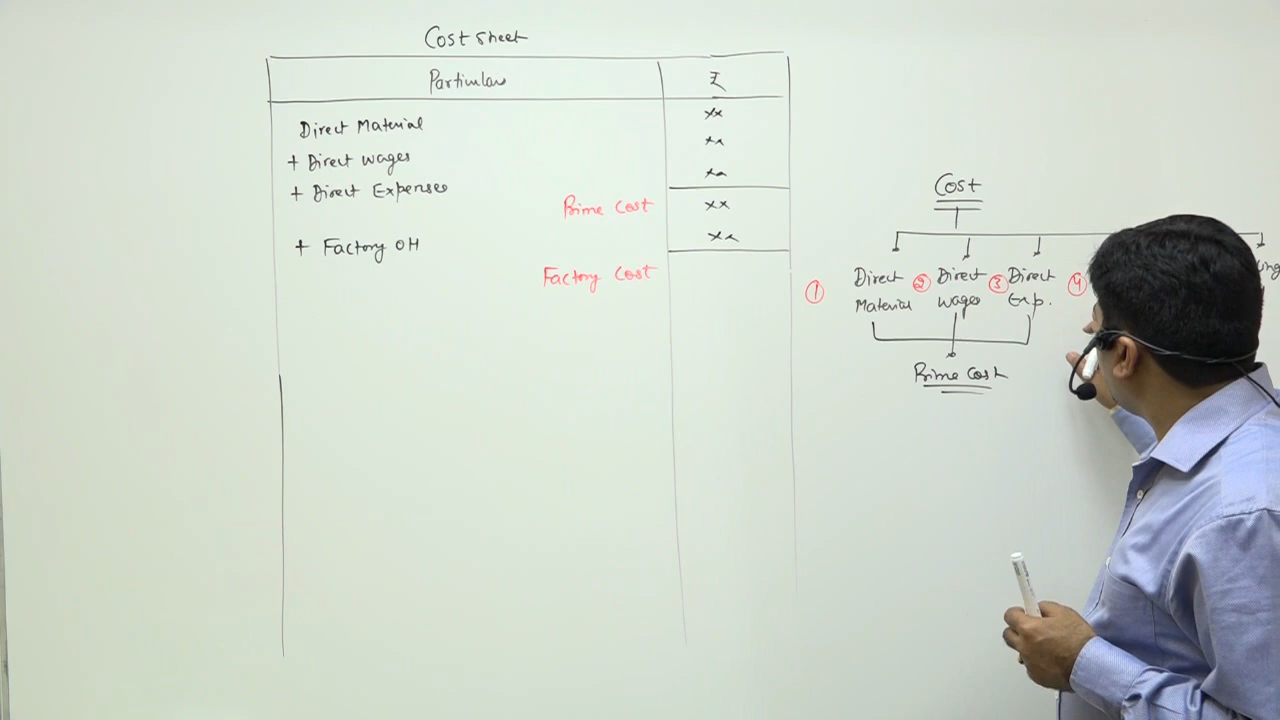 Cost sheet
Particulars ₹
Direct Material xx
+ Direct wages xx
+ Direct Expenses xx
Prime Cost xx
+ Factory OH xx
Factory Cost
Cost
① Direct Material
② Direct wages
③ Direct Exp.
④
Prime Cost